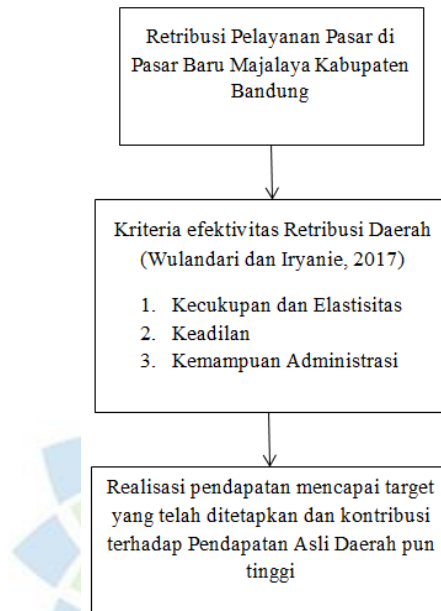 Retribusi Pelayanan Pasar di
Pasar Baru Majalaya Kabupaten
Bandung
Kriteria efektivitas Retribusi Daerah
(Wulandari dan Iryanie, 2017)
1. Kecukupan dan Elastisitas
2. Keadilan
3. Kemampuan Administrasi
Realisasi pendapatan mencapai target
yang telah ditetapkan dan kontribusi
terhadap Pendapatan Asli Daerah pun
tinggi